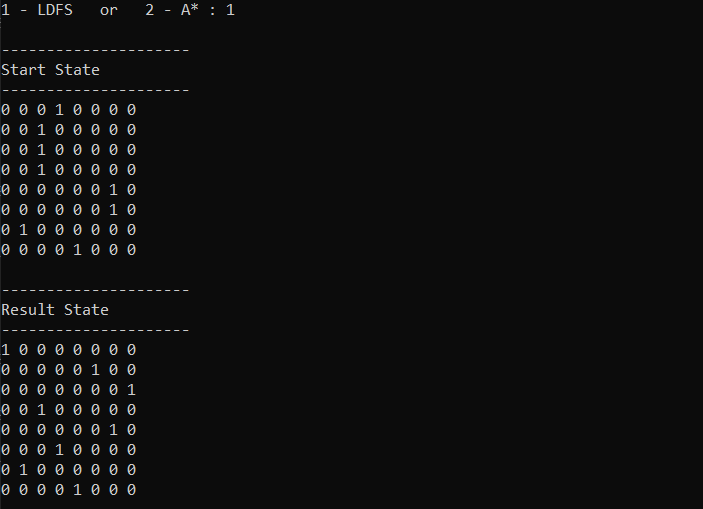 1 - LDFS   or   2 - A* : 1
---------------------
Start State
---------------------
0 0 0 1 0 0 0 0
0 0 1 0 0 0 0 0
0 0 1 0 0 0 0 0
0 0 1 0 0 0 0 0
0 0 0 0 0 0 1 0
0 0 0 0 0 0 1 0
0 1 0 0 0 0 0 0
0 0 0 0 1 0 0 0
---------------------
Result State
---------------------
1 0 0 0 0 0 0 0
0 0 0 0 0 1 0 0
0 0 0 0 0 0 0 1
0 0 1 0 0 0 0 0
0 0 0 0 0 0 1 0
0 0 0 1 0 0 0 0
0 1 0 0 0 0 0 0
0 0 0 0 1 0 0 0